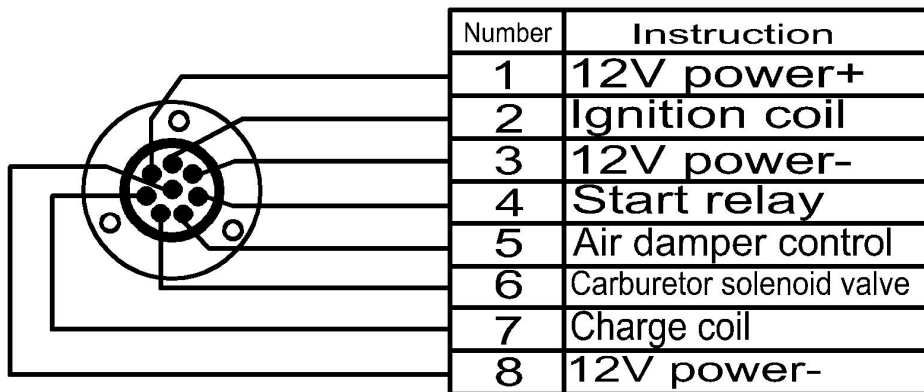 Number Instruction
1 12V power+
2 Ignition coil
3 12V power-
4 Start relay
5 Air damper control
6 Carburetor solenoid valve
7 Charge coil
8 12V power-